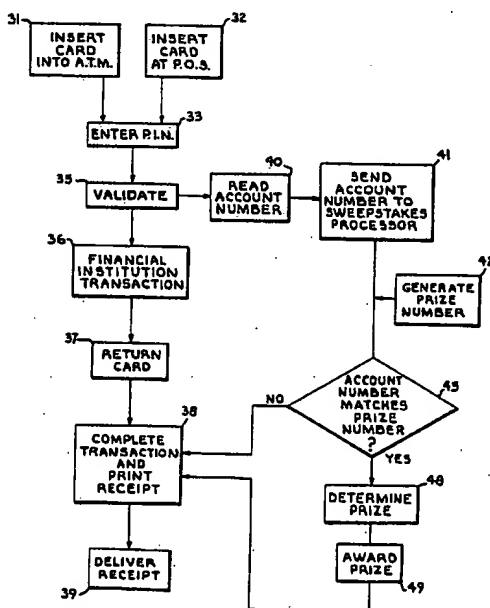 31
INSERT
CARD
INTO A.T.M.
32
INSERT
CARD
AT P.O.S.
33
ENTER P.I.N.
35
VALIDATE
40
READ
ACCOUNT
NUMBER
41
SEND
ACCOUNT
NUMBER TO
SWEEPSTAKES
PROCESSOR
36
FINANCIAL
INSTITUTION
TRANSACTION
42
GENERATE
PRIZE
NUMBER
37
RETURN
CARD
45
ACCOUNT
NUMBER
MATCHES
PRIZE
NUMBER
?
NO
YES
38
COMPLETE
TRANSACTION
AND
PRINT
RECEIPT
48
DETERMINE
PRIZE
39
DELIVER
RECEIPT
AWARD
PRIZE
49